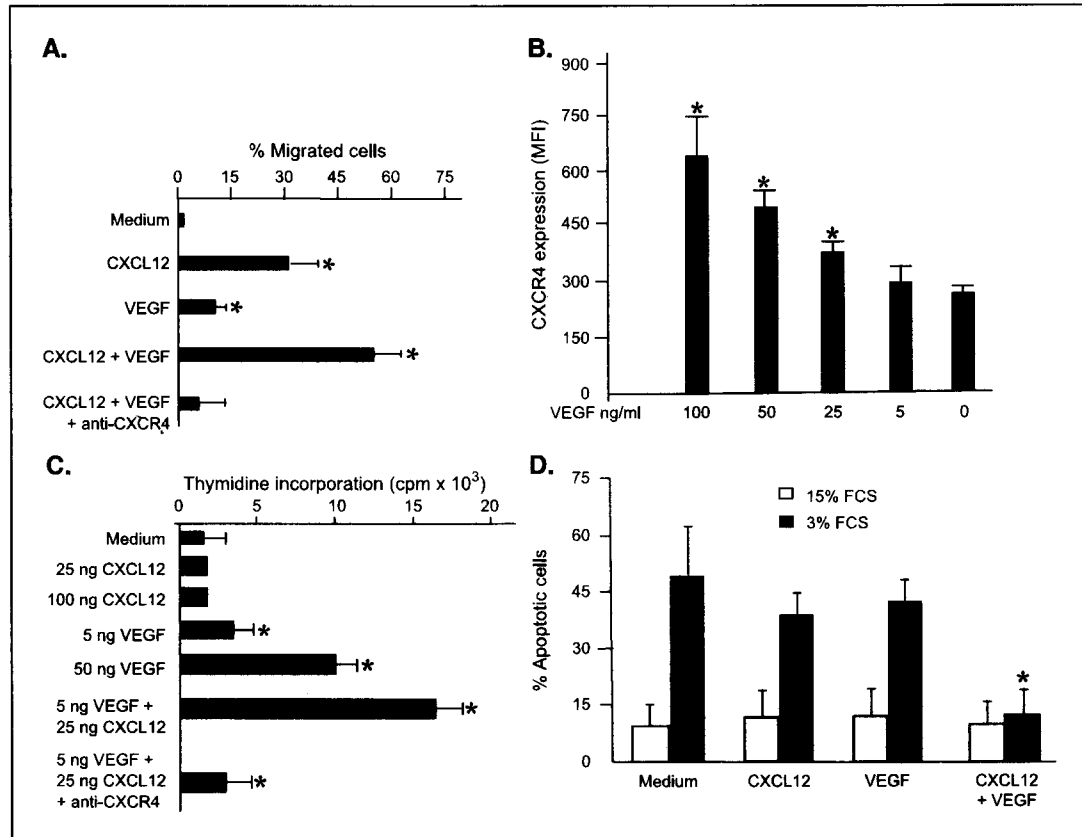 A.
% Migrated cells
0 15 30 45 60 75
Medium
CXCL12
*
VEGF
*
CXCL12 + VEGF
*
CXCL12 + VEGF
+ anti-CXCR4
B.
CXCR4 expression (MFI)
900
750
600
450
300
150
0
*
*
*
VEGF ng/ml 100 50 25 5 0
C.
Thymidine incorporation (cpm x 10³)
0 5 10 15 20
Medium
25 ng CXCL12
100 ng CXCL12
5 ng VEGF
*
50 ng VEGF
*
5 ng VEGF +
25 ng CXCL12
*
5 ng VEGF +
25 ng CXCL12
+ anti-CXCR4
*
D.
% Apoptotic cells
75
60
45
30
15
0
15% FCS
3% FCS
*
Medium CXCL12 VEGF CXCL12
+ VEGF